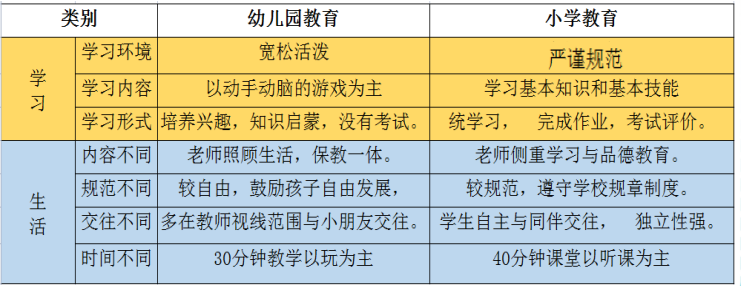 类别 幼儿园教育 小学教育
学习 学习环境 宽松活泼 严谨规范
学习内容 以动手动脑的游戏为主 学习基本知识和基本技能
学习形式 培养兴趣，知识启蒙，没有考试。 统学习， 完成作业，考试评价。
生活 内容不同 老师照顾生活，保教一体。 老师侧重学习与品德教育。
规范不同 较自由，鼓励孩子自由发展， 较规范，遵守学校规章制度。
交往不同 多在教师视线范围与小朋友交往。 学生自主与同伴交往， 独立性强。
时间不同 30分钟教学以玩为主 40分钟课堂以听课为主